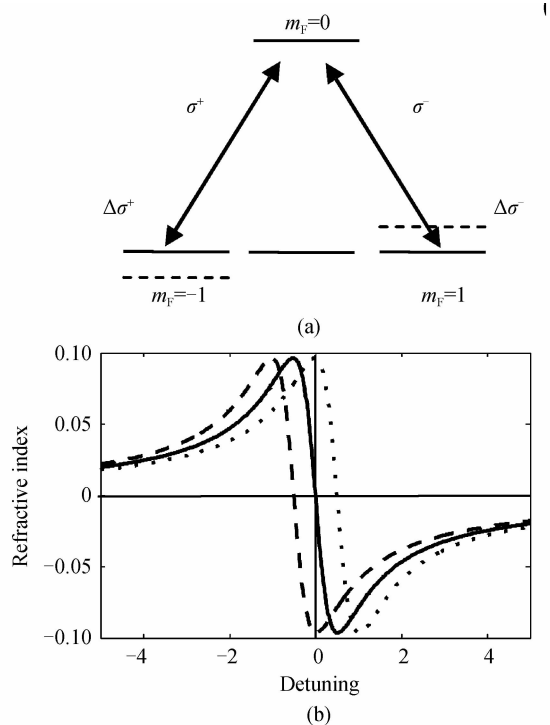 m_F=0
σ⁺ σ⁻
Δσ⁺ Δσ⁻
m_F=−1 m_F=1
(a)
0.10
0.05
0
−0.05
−0.10
Refractive index
−4 −2 0 2 4
Detuning
(b)